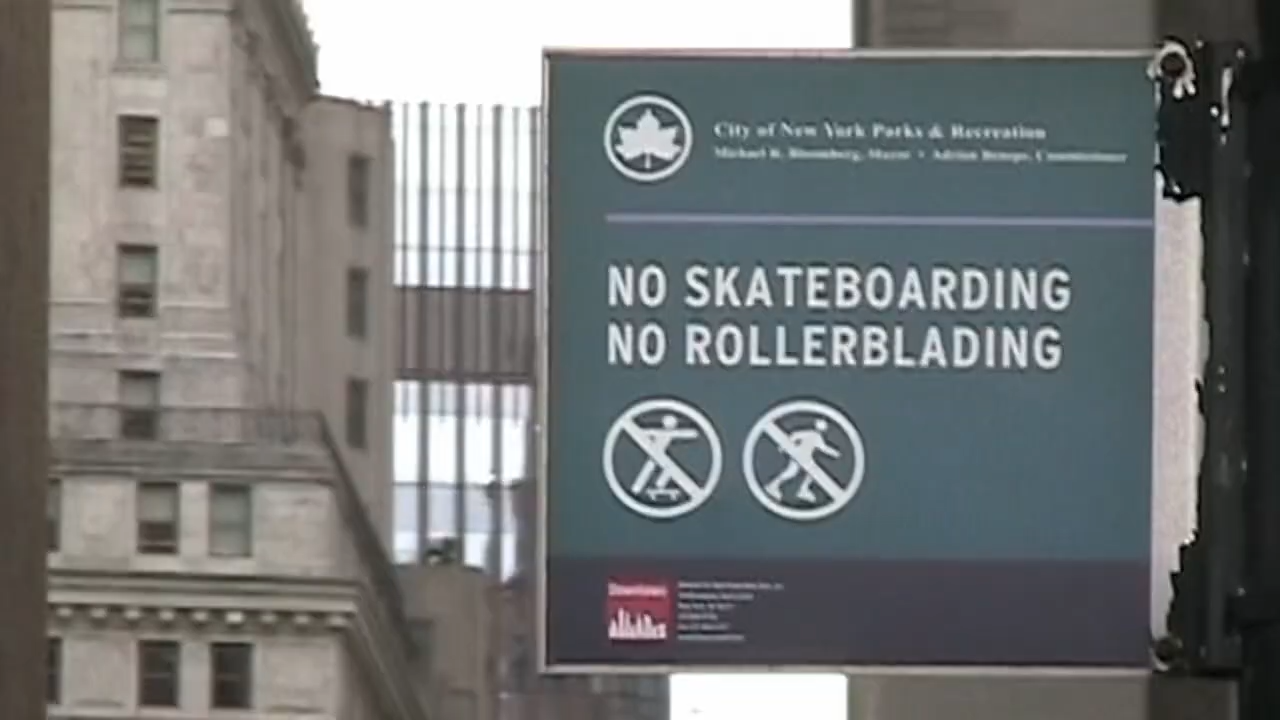 City of New York Parks & Recreation
Michael R. Bloomberg, Mayor • Adrian Benepe, Commissioner
NO SKATEBOARDING
NO ROLLERBLADING
Downtown